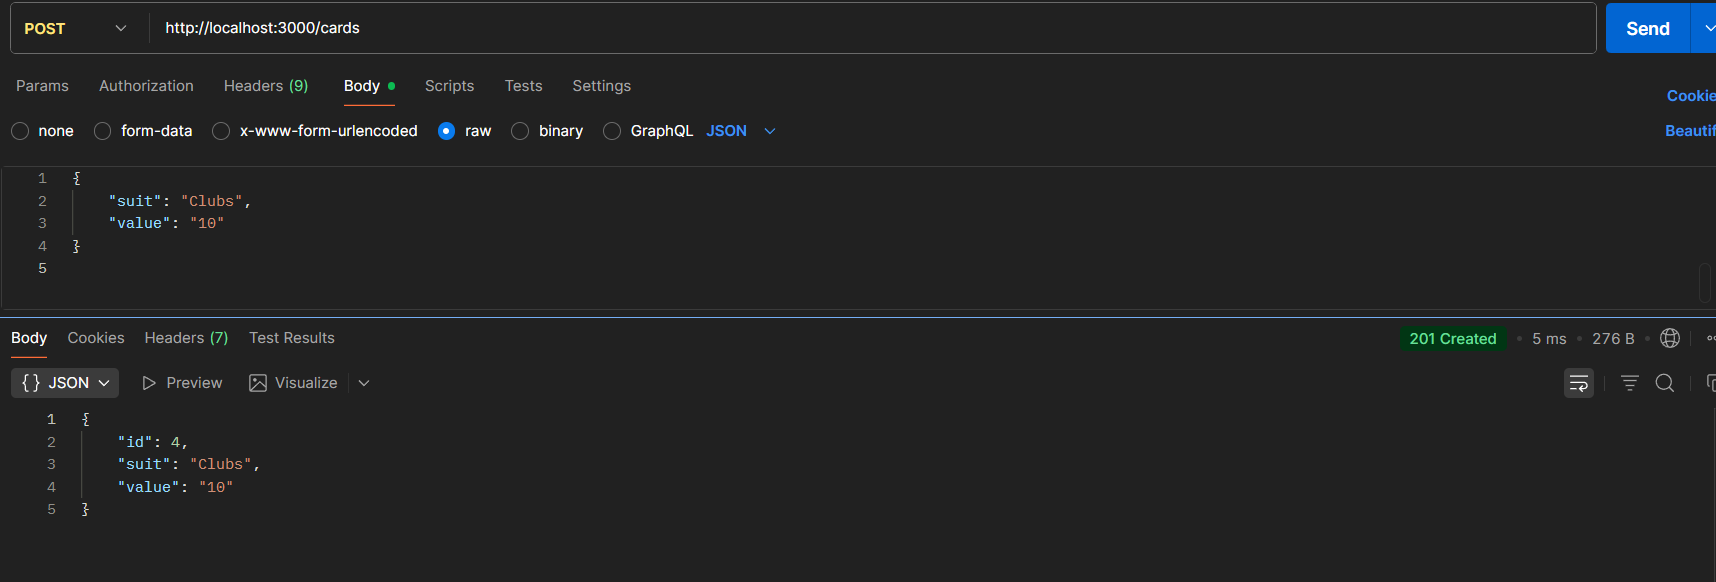 POST http://localhost:3000/cards Send
Params Authorization Headers (9) Body Scripts Tests Settings
Cookie
none form-data x-www-form-urlencoded raw binary GraphQL JSON
Beautif
1 {
2 "suit": "Clubs",
3 "value": "10"
4 }
5
Body Cookies Headers (7) Test Results 201 Created • 5 ms • 276 B
{} JSON Preview Visualize
1 {
2 "id": 4,
3 "suit": "Clubs",
4 "value": "10"
5 }